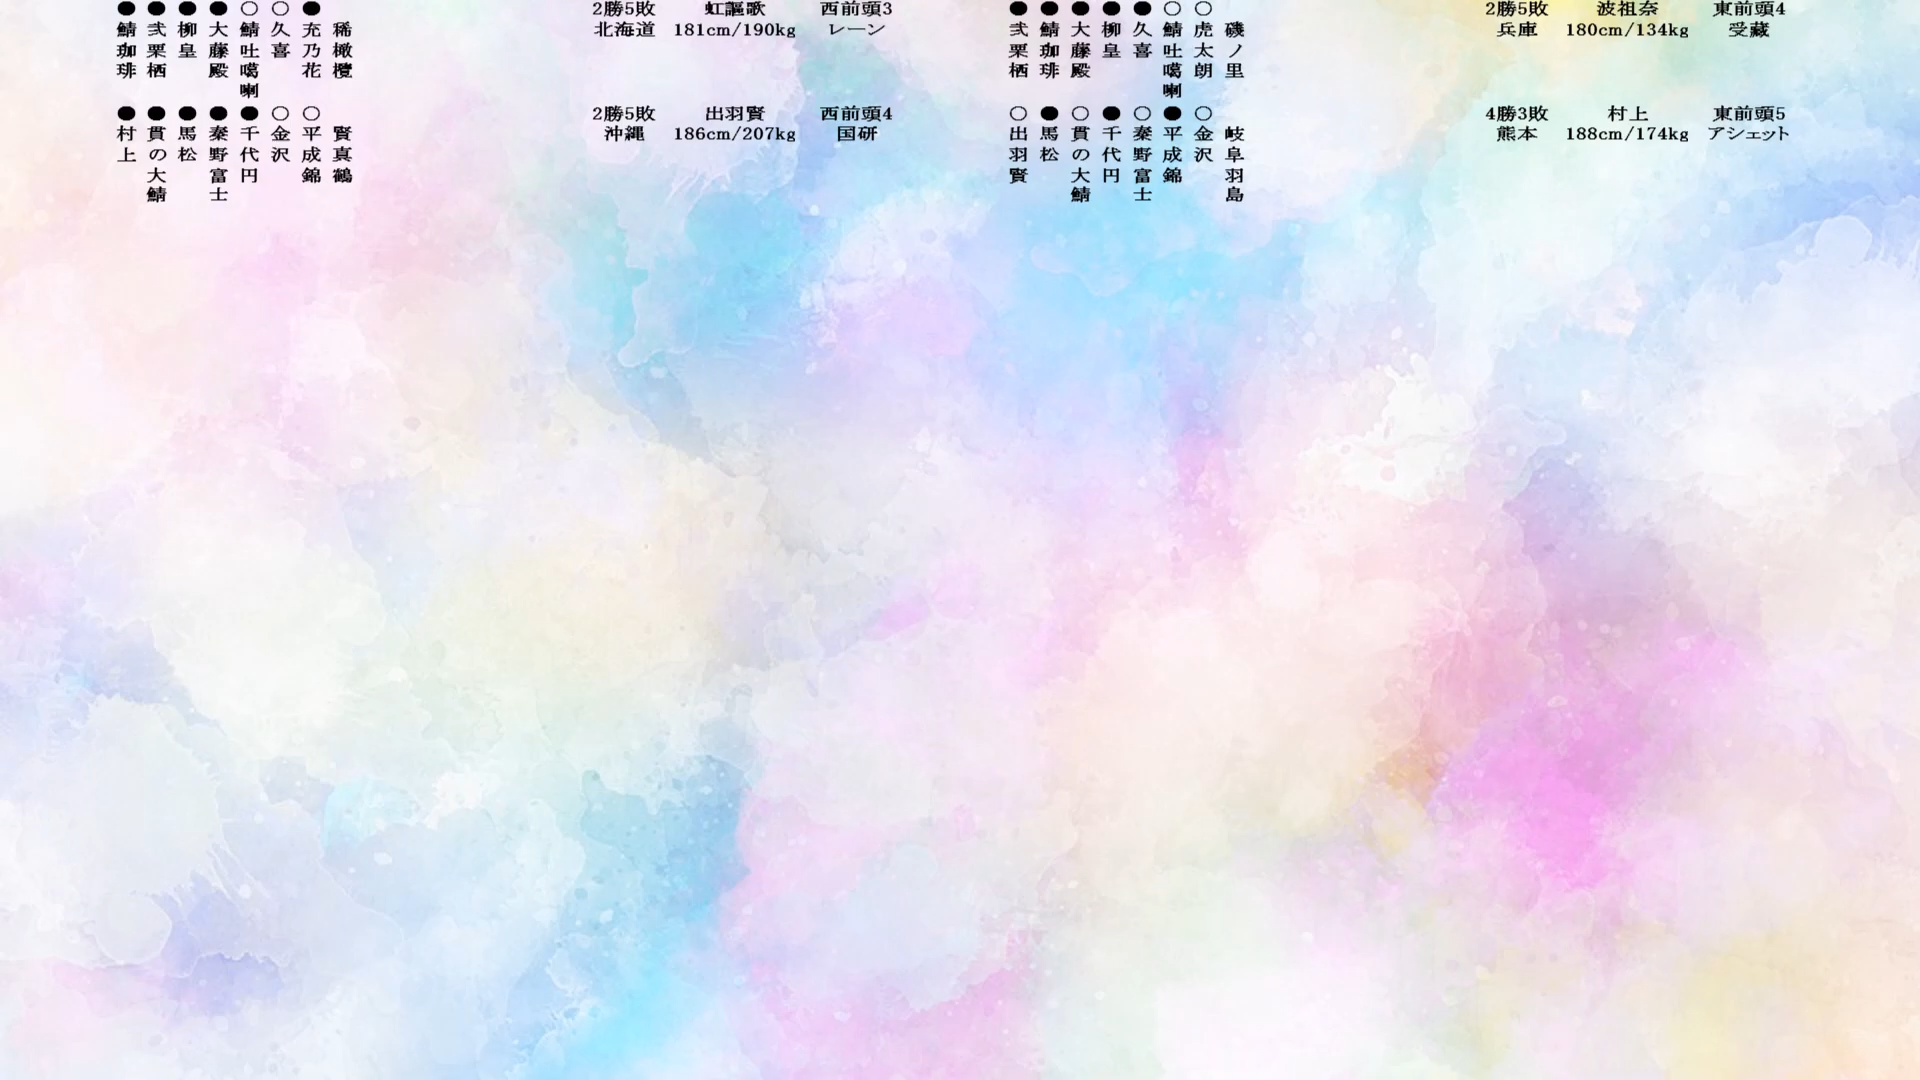 ●●●●○○●
鯖珈琲 弐栗栖 柳皇 大藤殿 鯖吐噶喇 久喜 充乃花 稀橄欖
2勝5敗 虹謳歌 西前頭3
北海道 181cm/190kg レーン
●●●●●○○
弐栗栖 鯖珈琲 大藤殿 柳皇 久喜 鯖吐噶喇 虎太朗 磯ノ里
2勝5敗 波祖奈 東前頭4
兵庫 180cm/134kg 受蔵
●●●●●○○
村上 貫の大鯖 馬松 秦野富士 千代円 金沢 平成錦 賢真鶴
2勝5敗 出羽賢 西前頭4
沖縄 186cm/207kg 国研
○●○●○●○
出羽賢 馬松 貫の大鯖 千代円 秦野富士 平成錦 金沢 岐阜羽島
4勝3敗 村上 東前頭5
熊本 188cm/174kg アシェット